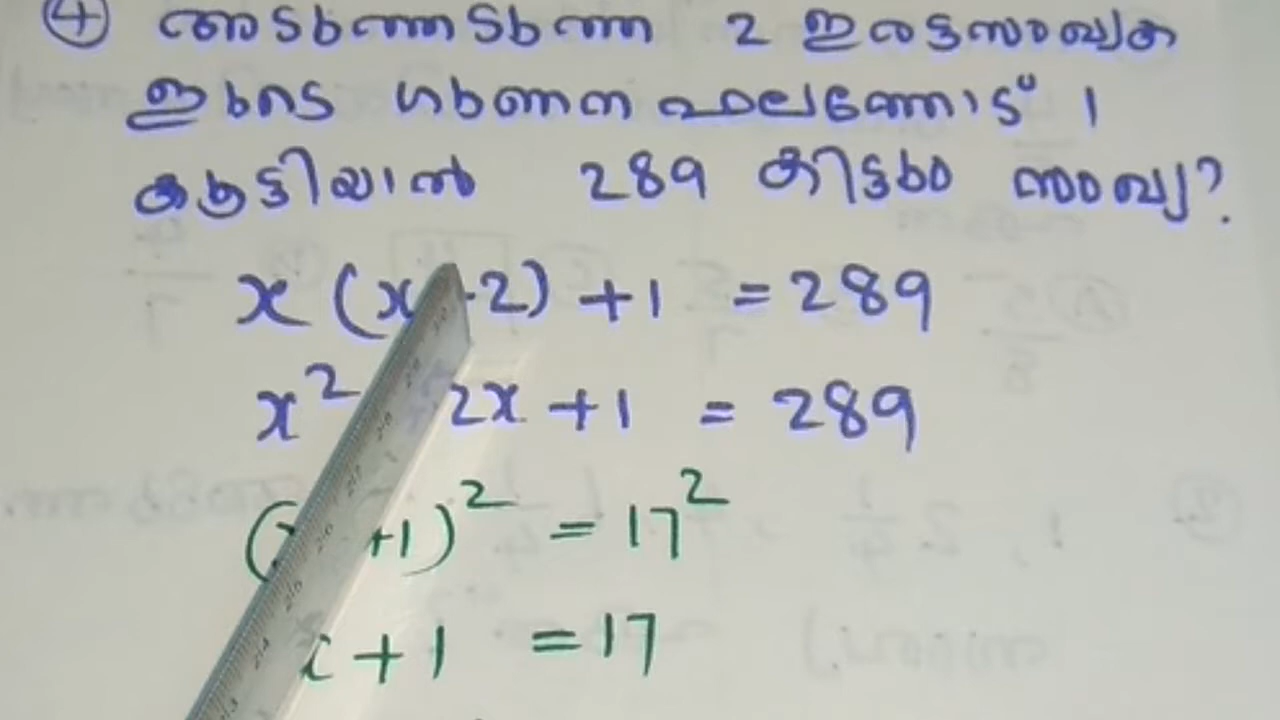 ④ അടുത്തടുത്ത 2 ഇരട്ടസംഖ്യക
ളുടെ ഗുണനഫലത്തോട് 1
കൂട്ടിയാൽ 289 കിട്ടും സംഖ്യ?
x (x+2) + 1 = 289
x² 2x + 1 = 289
( +1)² = 17²
x + 1 = 17